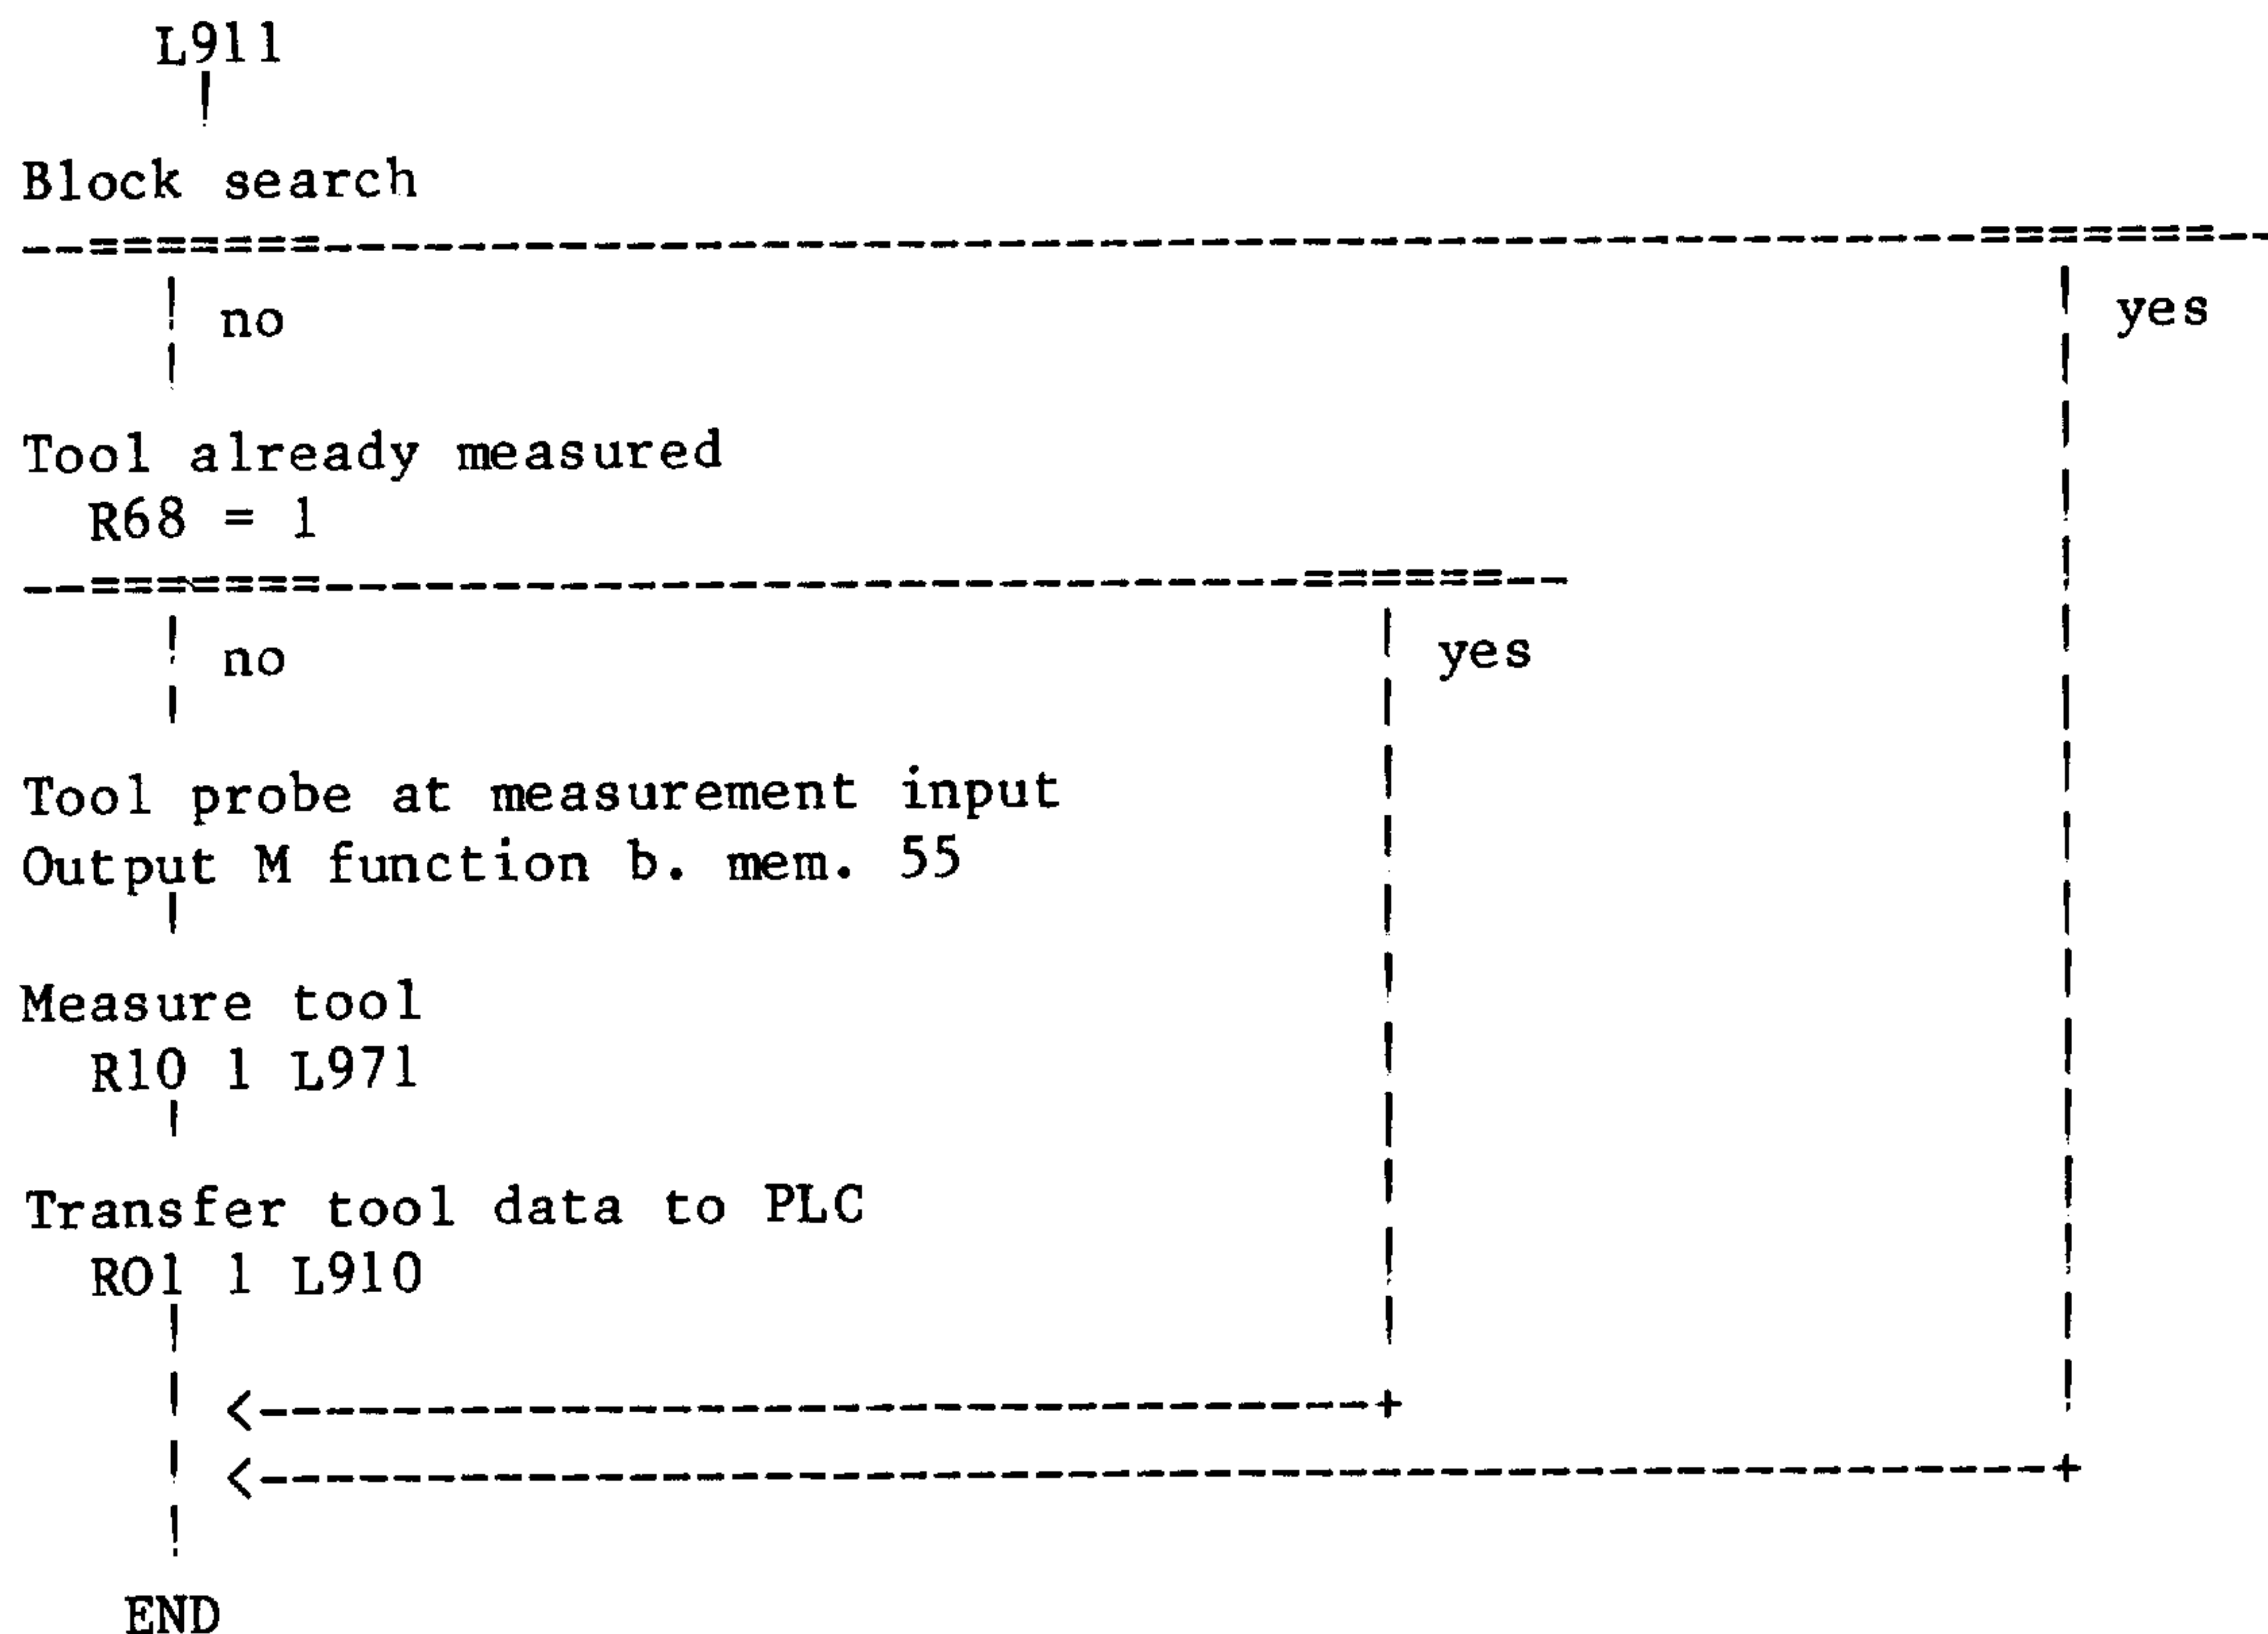 L911
Block search
no
yes
Tool already measured
R68 = 1
no
yes
Tool probe at measurement input
Output M function b. mem. 55
Measure tool
R10 1 L971
Transfer tool data to PLC
R01 1 L910
END